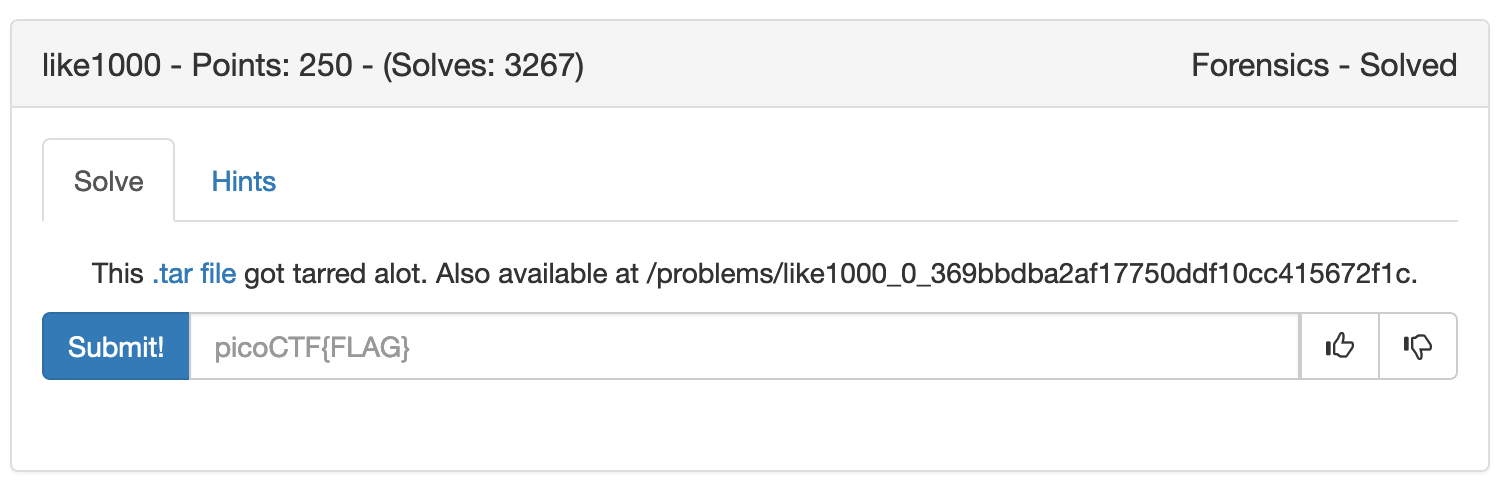 like1000 - Points: 250 - (Solves: 3267) Forensics - Solved
Solve Hints
This .tar file got tarred alot. Also available at /problems/like1000_0_369bbdba2af17750ddf10cc415672f1c.
Submit! picoCTF{FLAG}